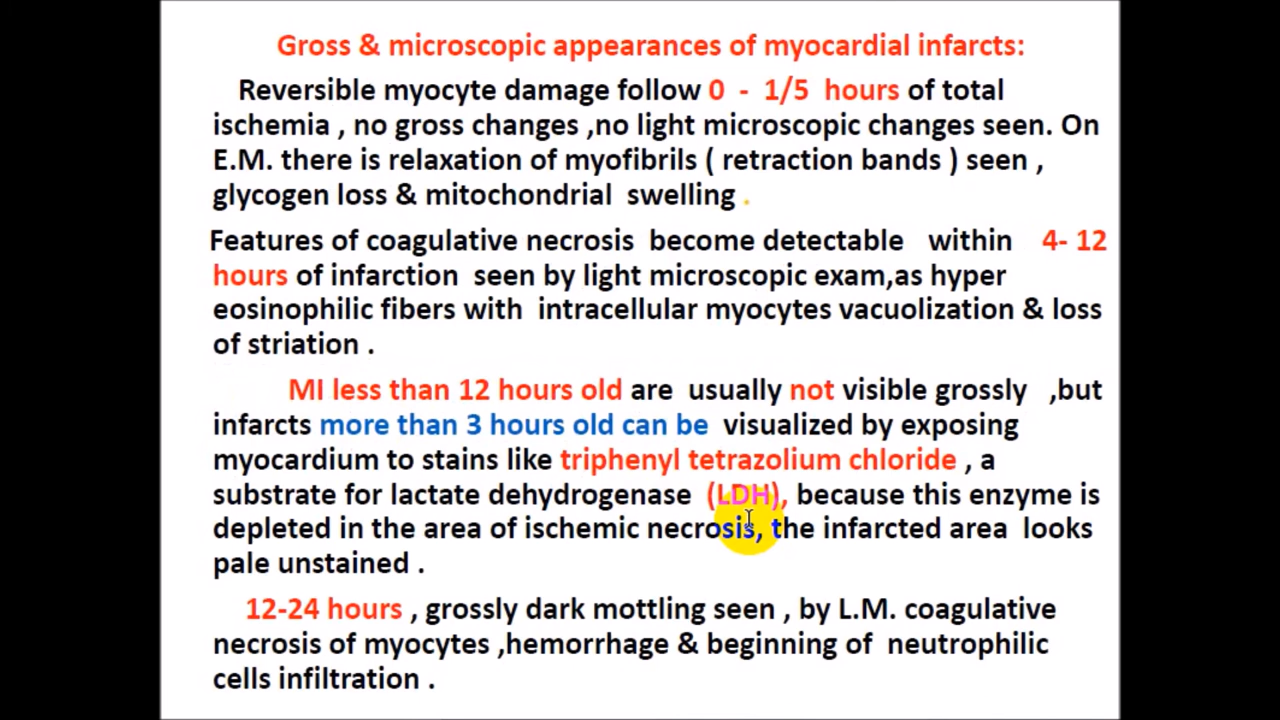 Gross & microscopic appearances of myocardial infarcts:
Reversible myocyte damage follow 0 - 1/5 hours of total
ischemia , no gross changes ,no light microscopic changes seen. On
E.M. there is relaxation of myofibrils ( retraction bands ) seen ,
glycogen loss & mitochondrial swelling .
Features of coagulative necrosis become detectable within 4- 12
hours of infarction seen by light microscopic exam,as hyper
eosinophilic fibers with intracellular myocytes vacuolization & loss
of striation .
MI less than 12 hours old are usually not visible grossly ,but
infarcts more than 3 hours old can be visualized by exposing
myocardium to stains like triphenyl tetrazolium chloride , a
substrate for lactate dehydrogenase (LDH), because this enzyme is
depleted in the area of ischemic necrosis, the infarcted area looks
pale unstained .
12-24 hours , grossly dark mottling seen , by L.M. coagulative
necrosis of myocytes ,hemorrhage & beginning of neutrophilic
cells infiltration .